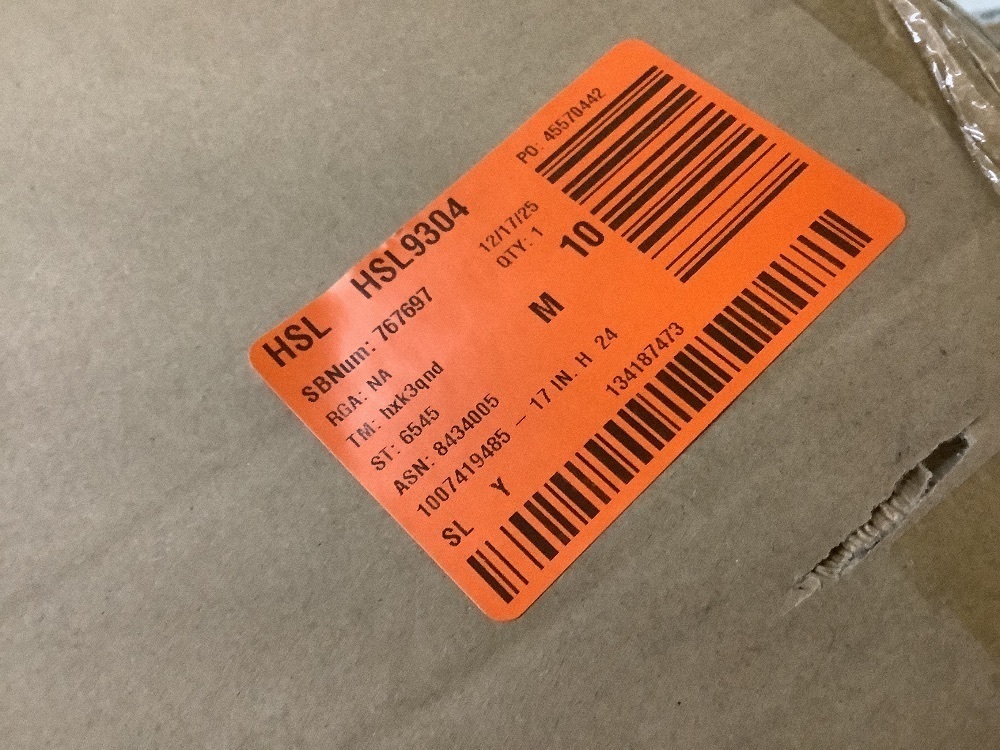 HSL HSL9304
PO: 45570442
SBNum: 767697
12/17/25
RGA: NA
QTY: 1
TM: hxk3qnd
10
ST: 6545
M
ASN: 8434005
1007419485 – 17 IN. H 24
SL Y
134187473